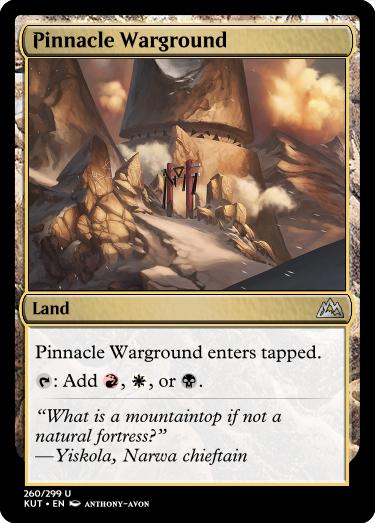 Pinnacle Warground
Land
Pinnacle Warground enters tapped.
: Add , , or .
“What is a mountaintop if not a
natural fortress?”
—Yiskola, Narwa chieftain
260/299 U
KUT • EN ANTHONY-AVON